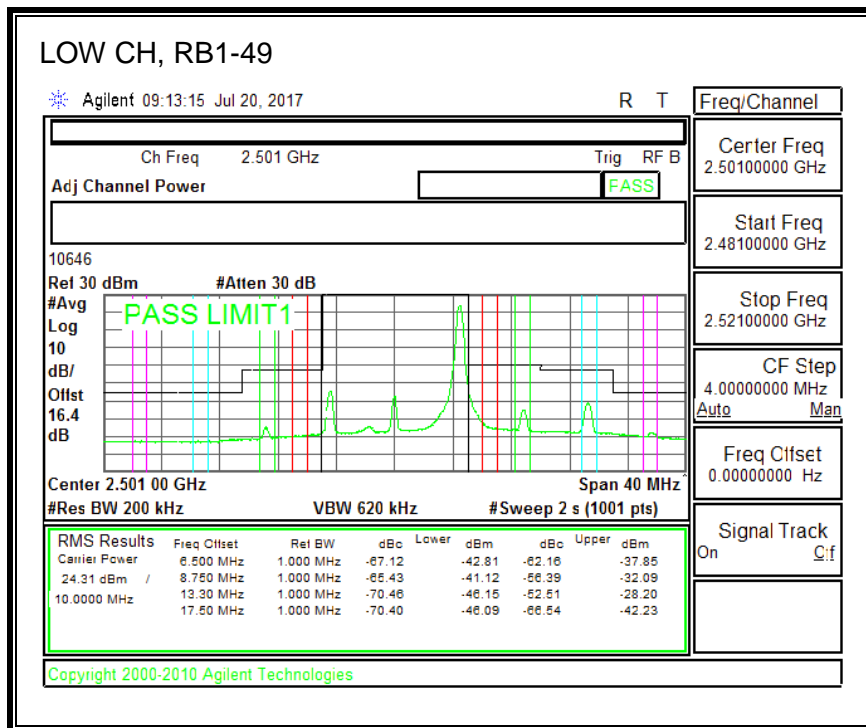 LOW CH, RB1-49
Agilent 09:13:15 Jul 20, 2017 R T
Freq/Channel
Ch Freq 2.501 GHz Trig RF B
Adj Channel Power PASS
Center Freq
2.50100000 GHz
Start Freq
2.48100000 GHz
Stop Freq
2.52100000 GHz
CF Step
4.00000000 MHz
Auto Man
Freq Offset
0.00000000 Hz
Signal Track
On Off
10646
Ref 30 dBm #Atten 30 dB
#Avg
Log
10
dB/
Offst
16.4
dB
PASS LIMIT1
Center 2.501 00 GHz Span 40 MHz^
#Res BW 200 kHz VBW 620 kHz #Sweep 2 s (1001 pts)
RMS Results Freq Offset Ref BW dBc Lower dBm dBc Upper dBm
Carrier Power 6.500 MHz 1.000 MHz -67.12 -42.81 -62.16 -37.85
24.31 dBm / 8.750 MHz 1.000 MHz -65.43 -41.12 -56.39 -32.09
10.0000 MHz 13.30 MHz 1.000 MHz -70.46 -46.15 -52.51 -28.20
17.50 MHz 1.000 MHz -70.40 -46.09 -66.54 -42.23
Copyright 2000-2010 Agilent Technologies